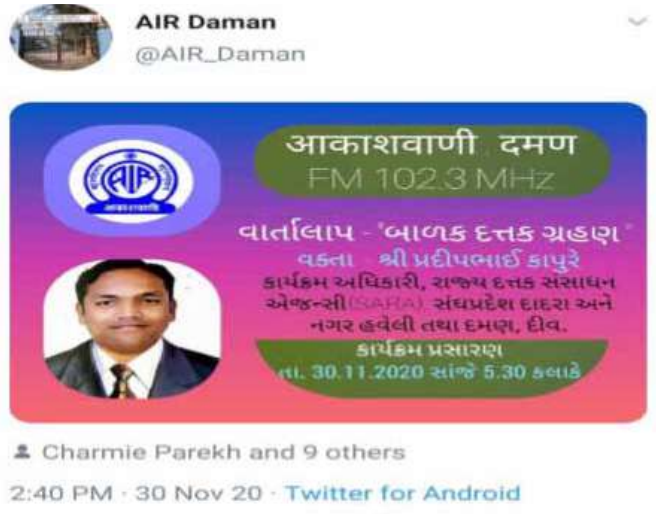 AIR Daman
@AIR_Daman
AIR
आकाशवाणी
आकाशवाणी दमण
FM 102.3 MHz
વાર્તાલાપ - "બાળક દત્તક ગ્રહણ"
વક્તા શ્રી પ્રદીપભાઈ કાપુરે
કાર્યક્રમ અધિકારી, રાજ્ય દત્તક સંસાધન
એજન્સી(SARA) સંઘપ્રદેશ દાદરા અને
નગર હવેલી તથા દમણ, દીવ.
કાર્યક્રમ પ્રસારણ
તા. 30.11.2020 સાંજે 5.30 કલાકે
Charmie Parekh and 9 others
2:40 PM · 30 Nov 20 · Twitter for Android